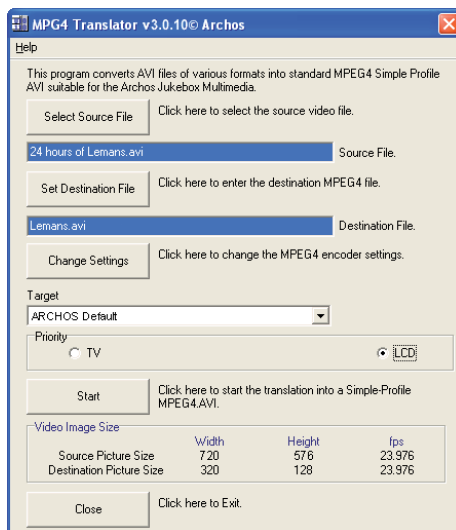 MPG4 Translator v3.0.10© Archos
Help
This program converts AVI files of various formats into standard MPEG4 Simple Profile
AVI suitable for the Archos Jukebox Multimedia.
Select Source File Click here to select the source video file.
24 hours of Lemans.avi Source File.
Set Destination File Click here to enter the destination MPEG4 file.
Lemans.avi Destination File.
Change Settings Click here to change the MPEG4 encoder settings.
Target
ARCHOS Default
Priority
TV LCD
Start Click here to start the translation into a Simple-Profile
MPEG4.AVI.
Video Image Size
Width Height fps
Source Picture Size 720 576 23.976
Destination Picture Size 320 128 23.976
Close Click here to Exit.